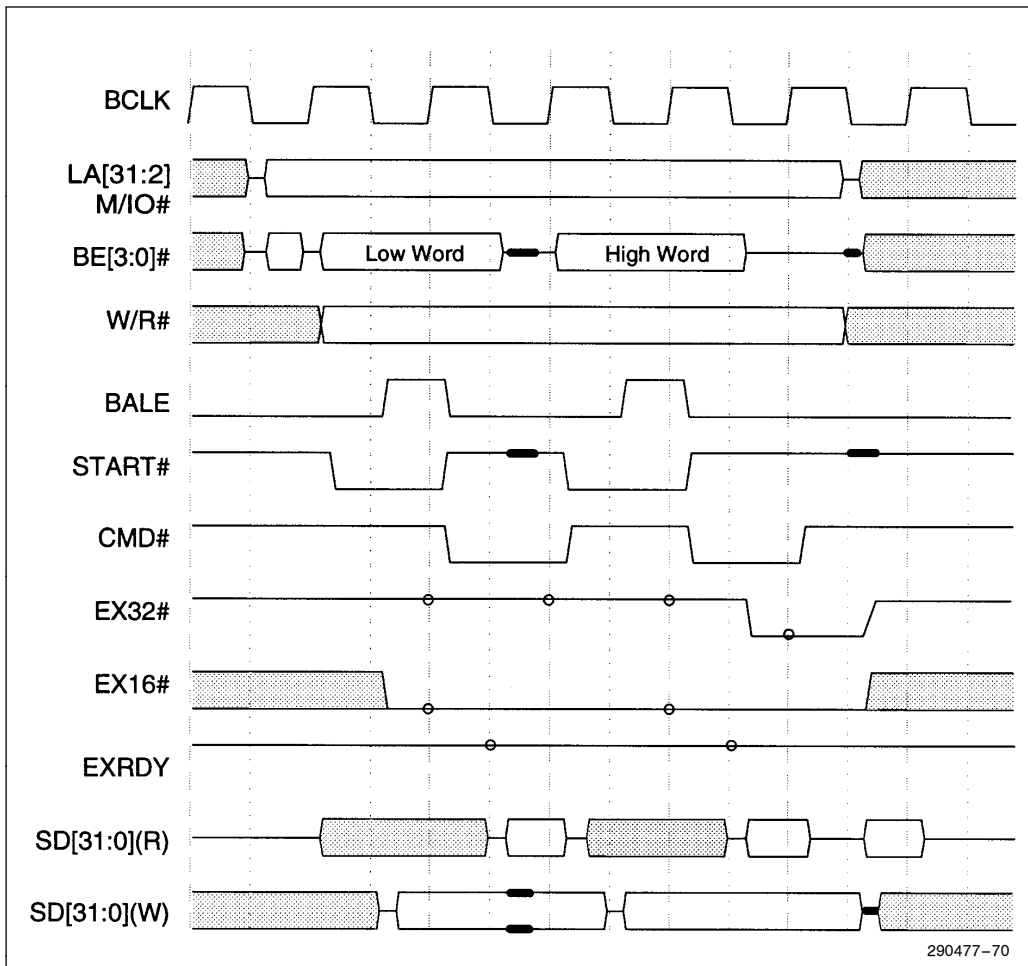 BCLK
LA[31:2]
M/IO#
BE[3:0]#
Low Word
High Word
W/R#
BALE
START#
CMD#
EX32#
EX16#
EXRDY
SD[31:0](R)
SD[31:0](W)
290477-70